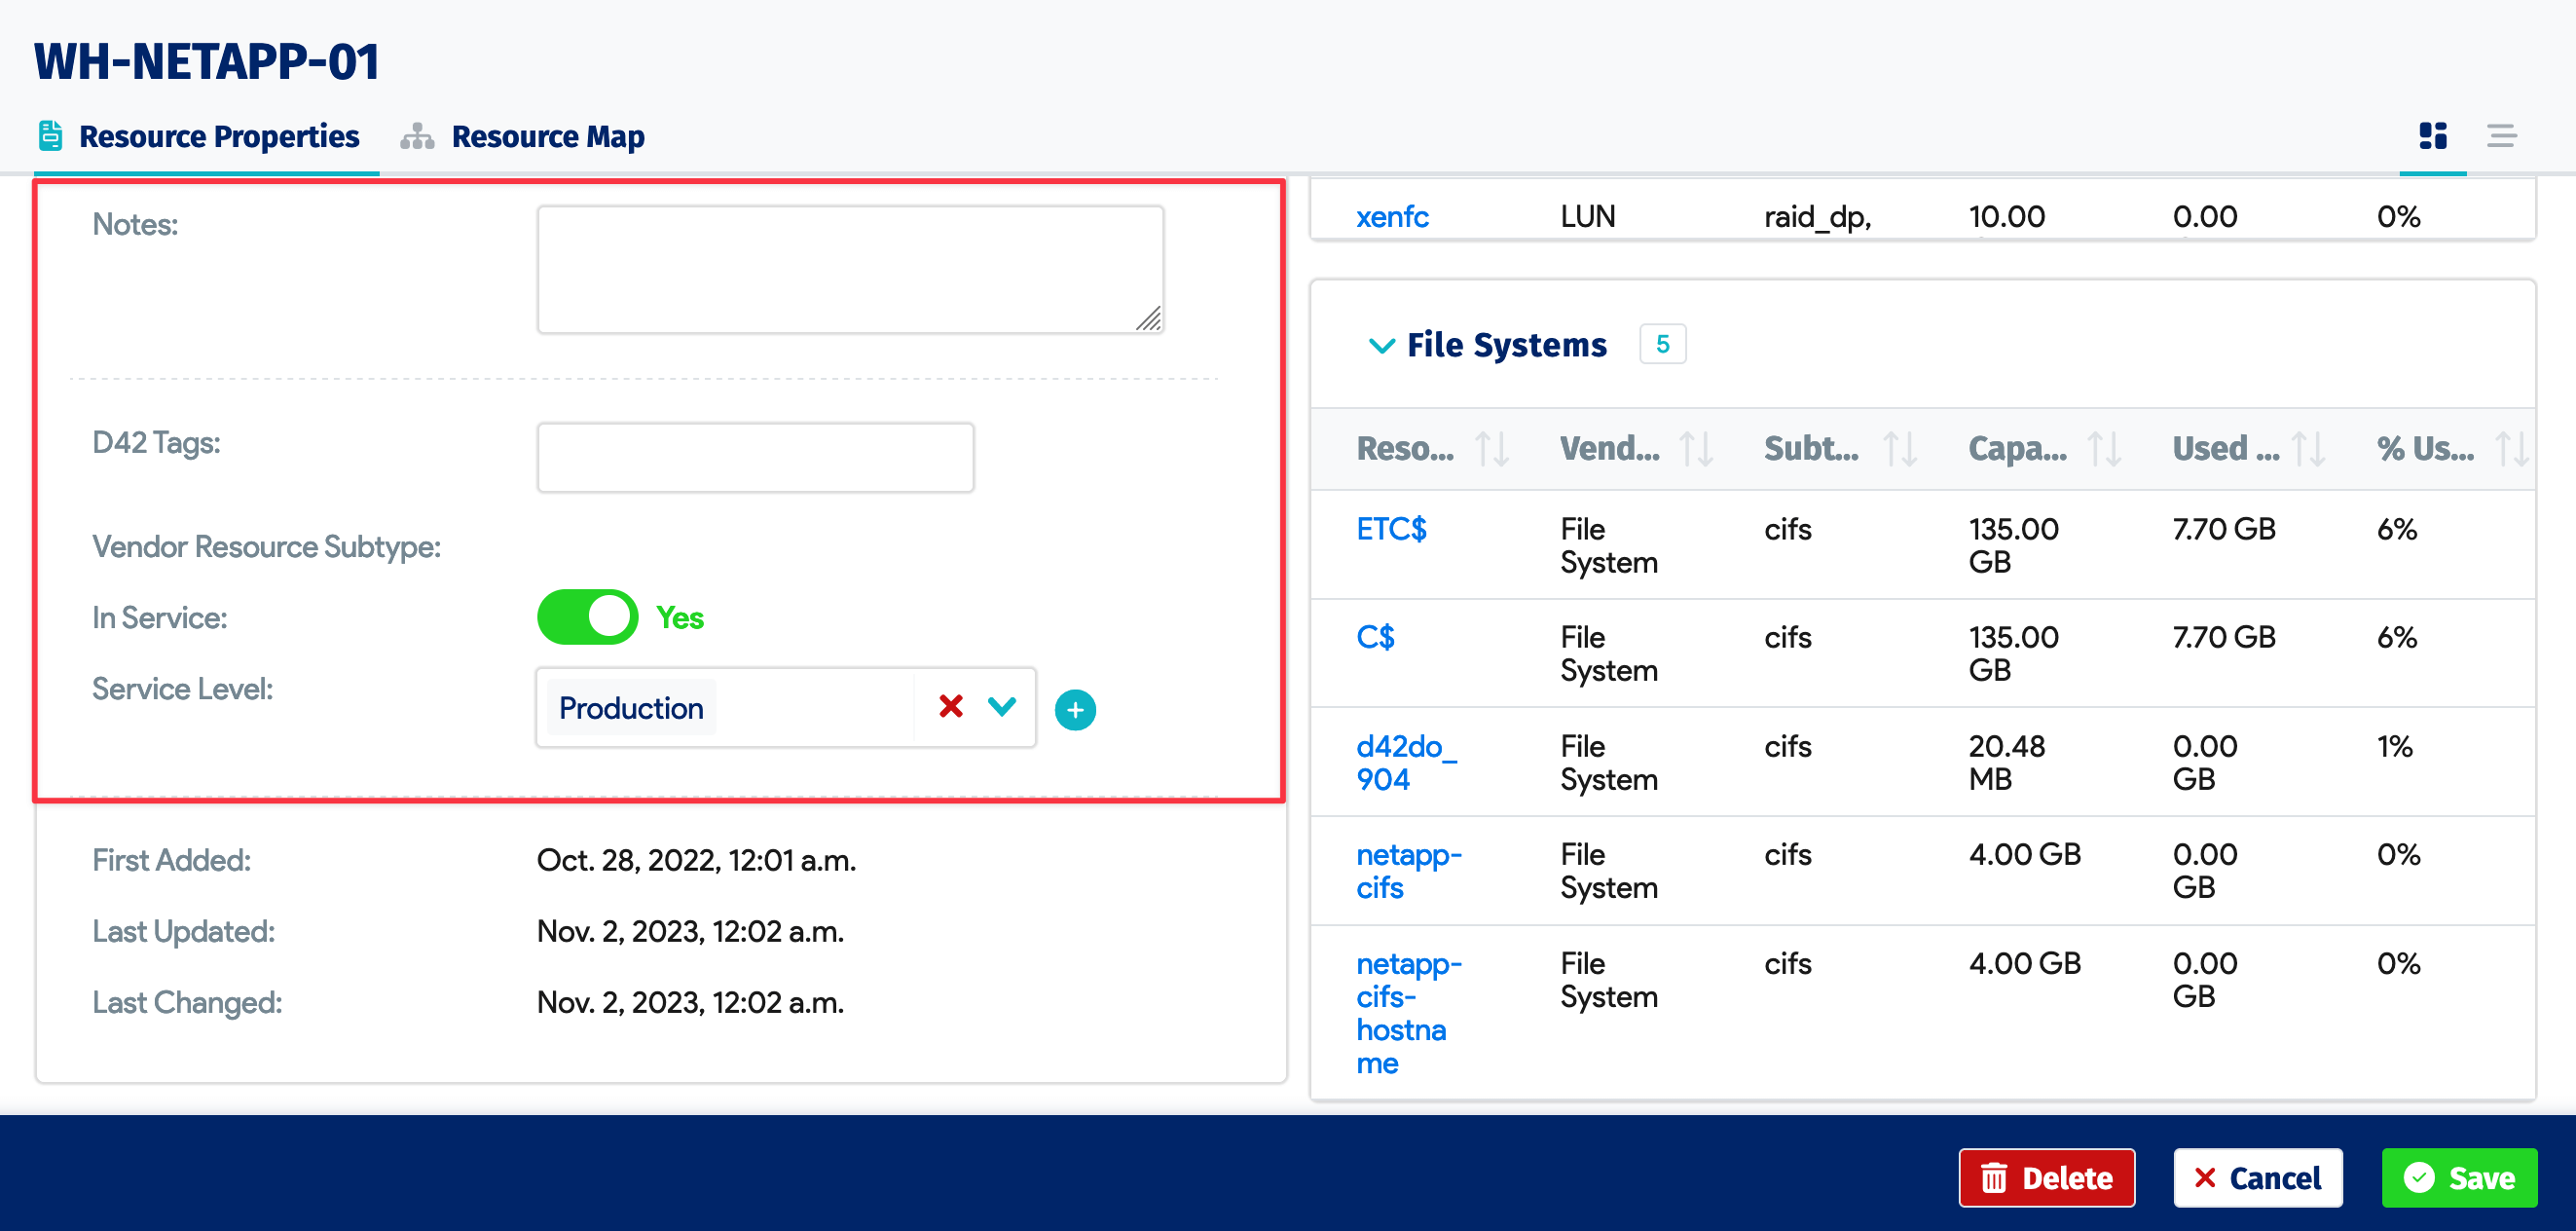 WH-NETAPP-01
Resource Properties
Resource Map
Notes:
D42 Tags:
Vendor Resource Subtype:
In Service:
Yes
Service Level:
Production
First Added:
Oct. 28, 2022, 12:01 a.m.
Last Updated:
Nov. 2, 2023, 12:02 a.m.
Last Changed:
Nov. 2, 2023, 12:02 a.m.
xenfc LUN raid_dp, 10.00 0.00 0%
File Systems 5
Reso... Vend... Subt... Capa... Used ... % Us...
ETC$ File cifs 135.00 7.70 GB 6%
System GB
C$ File cifs 135.00 7.70 GB 6%
System GB
d42do_ File cifs 20.48 0.00 1%
904 System MB GB
netapp- File cifs 4.00 GB 0.00 0%
cifs System GB
netapp- File cifs 4.00 GB 0.00 0%
cifs- System GB
hostna
me
Delete
Cancel
Save